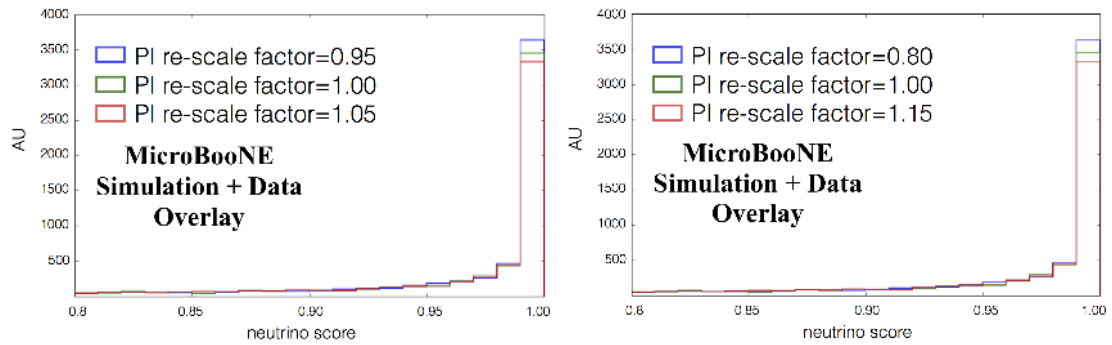 4000
3500
3000
2500
2000
1500
1000
500
AU
PI re-scale factor=0.95
PI re-scale factor=1.00
PI re-scale factor=1.05
MicroBooNE
Simulation + Data
Overlay
0.8 0.85 0.90 0.95 1.00
neutrino score
4000
3500
3000
2500
2000
1500
1000
500
AU
PI re-scale factor=0.80
PI re-scale factor=1.00
PI re-scale factor=1.15
MicroBooNE
Simulation + Data
Overlay
0.8 0.85 0.90 0.95 1.00
neutrino score